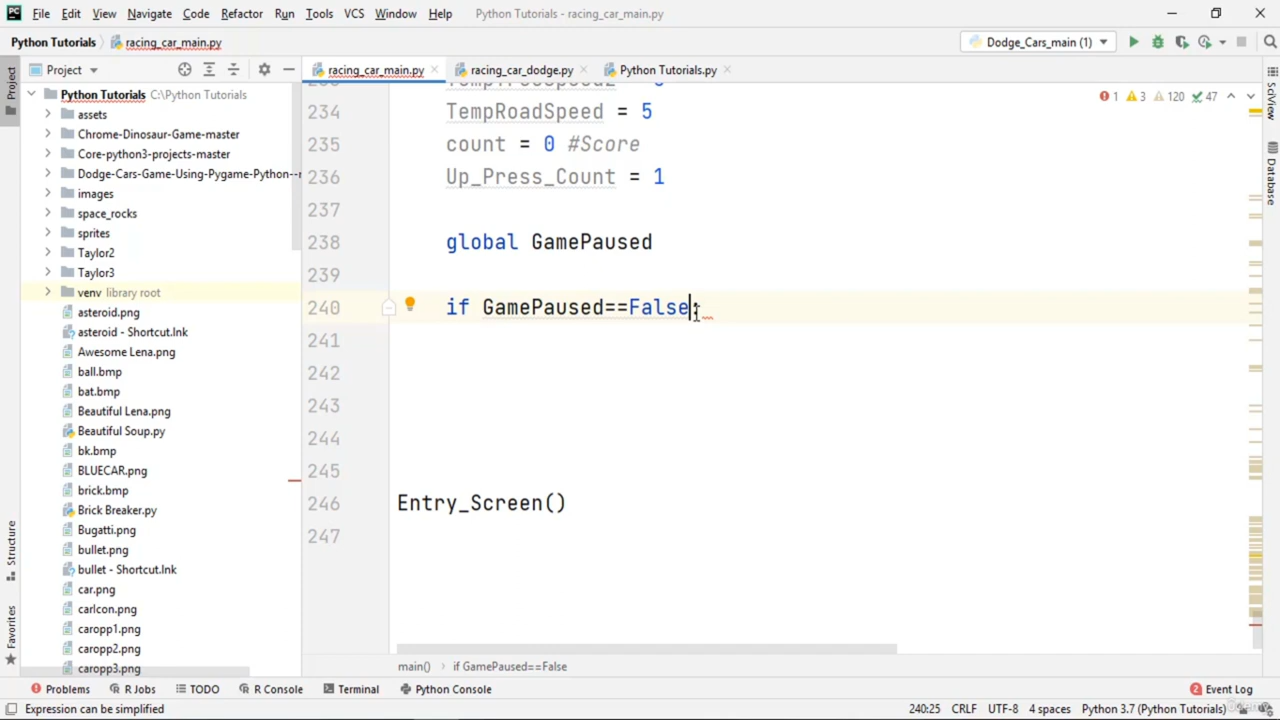 File Edit View Navigate Code Refactor Run Tools VCS Window Help Python Tutorials - racing_car_main.py
Python Tutorials racing_car_main.py Dodge_Cars_main (1)
Project racing_car_main.py racing_car_dodge.py Python Tutorials.py
1 3 120 47
Project
SciView
Database
Structure
Favorites
Python Tutorials C:\Python Tutorials
assets
Chrome-Dinosaur-Game-master
Core-python3-projects-master
Dodge-Cars-Game-Using-Pygame-Python--
images
space_rocks
sprites
Taylor2
Taylor3
venv library root
asteroid.png
asteroid - Shortcut.lnk
Awesome Lena.png
ball.bmp
bat.bmp
Beautiful Lena.png
Beautiful Soup.py
bk.bmp
BLUECAR.png
brick.bmp
Brick Breaker.py
Bugatti.png
bullet.png
bullet - Shortcut.lnk
car.png
carIcon.png
caropp1.png
caropp2.png
caropp3.png
234 TempRoadSpeed = 5
235 count = 0 #Score
236 Up_Press_Count = 1
237
238 global GamePaused
239
240 if GamePaused==False
241
242
243
244
245
246 Entry_Screen()
247
main() if GamePaused==False
Problems R Jobs TODO R Console Terminal Python Console 2 Event Log
Expression can be simplified 240:25 CRLF UTF-8 4 spaces Python 3.7 (Python Tutorials)